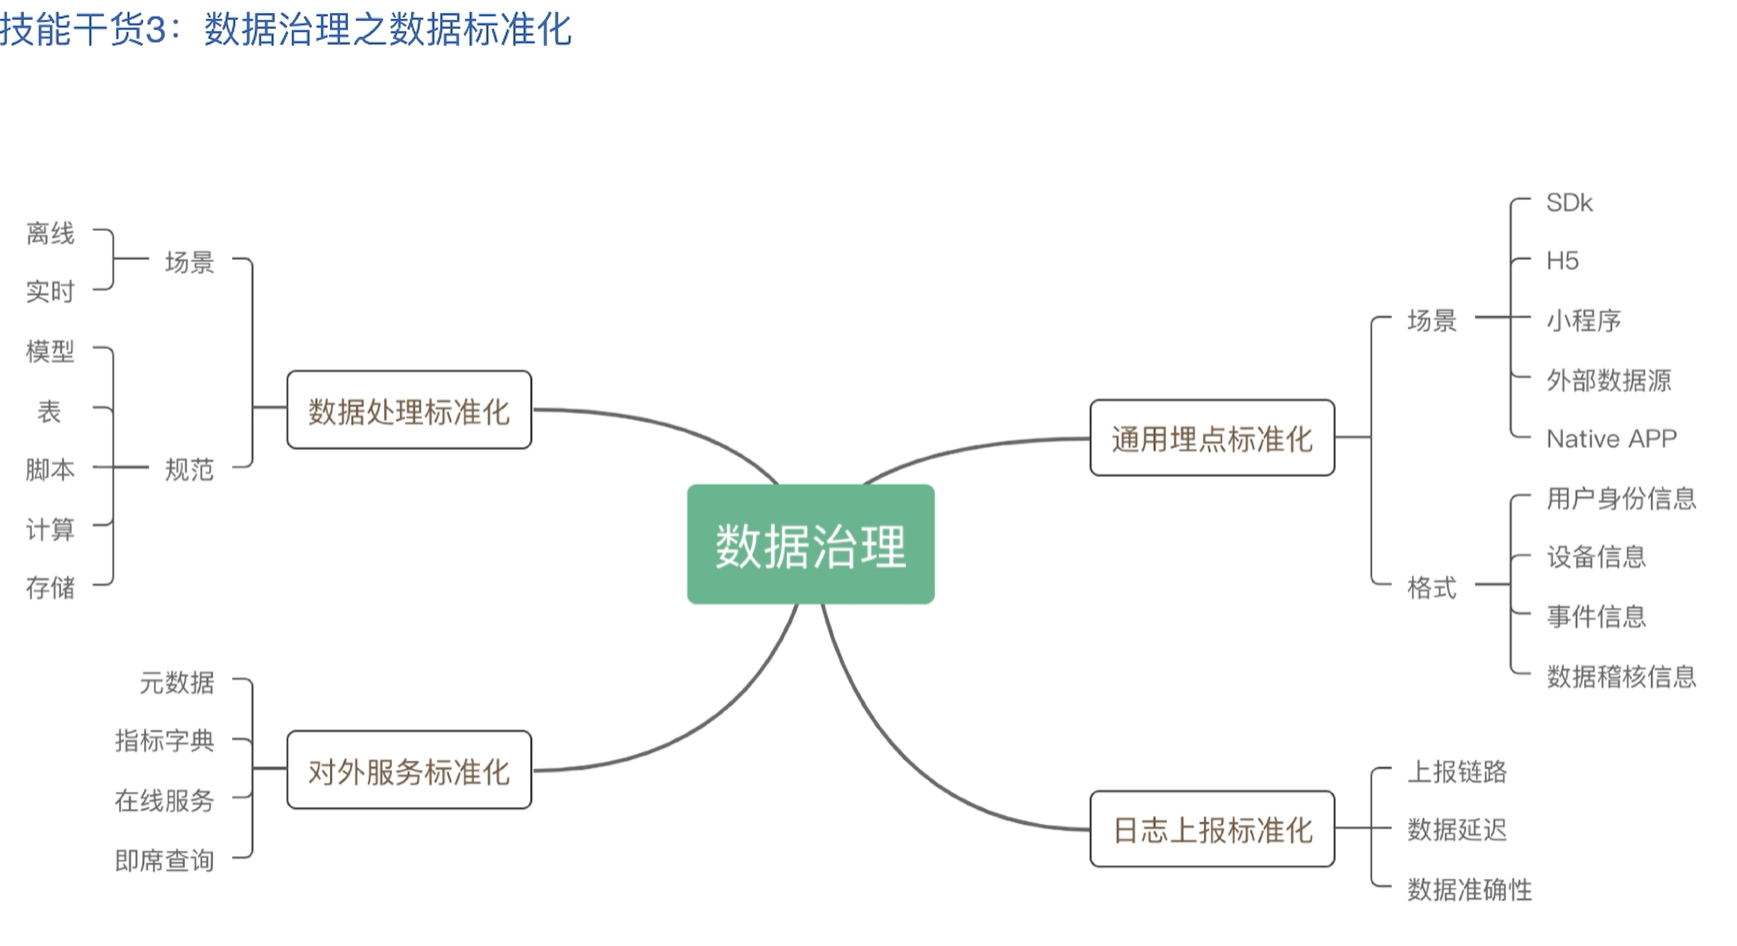 技能干货3：数据治理之数据标准化
离线
实时
场景
模型
表
脚本
计算
存储
规范
数据处理标准化
元数据
指标字典
在线服务
即席查询
对外服务标准化
数据治理
通用埋点标准化
场景
SDk
H5
小程序
外部数据源
Native APP
格式
用户身份信息
设备信息
事件信息
数据稽核信息
日志上报标准化
上报链路
数据延迟
数据准确性